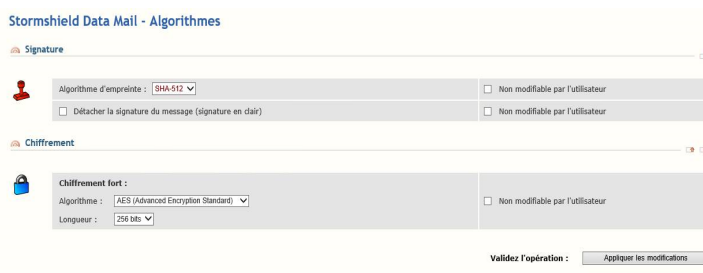 Stormshield Data Mail - Algorithmes
Signature
Algorithme d'empreinte : SHA-512 Non modifiable par l'utilisateur
Détacher la signature du message (signature en clair) Non modifiable par l'utilisateur
Chiffrement
Chiffrement fort :
Algorithme : AES (Advanced Encryption Standard) Non modifiable par l'utilisateur
Longueur : 256 bits
Validez l'opération : Appliquer les modifications